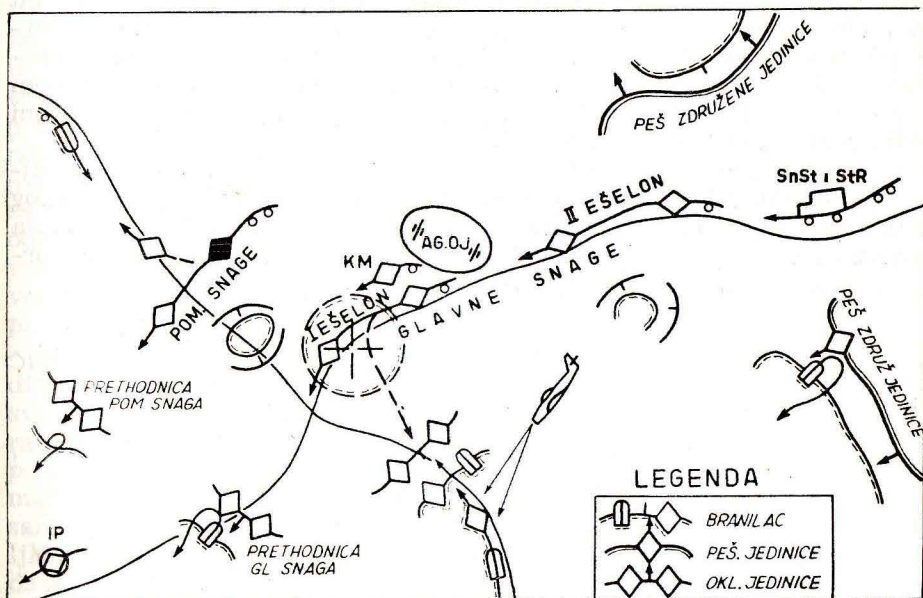 PEŠ ZDRUŽENE JEDINICE
SnSt i StR
II EŠELON
AG.OJ
KM
POM. SNAGE
I EŠELON
GLAVNE SNAGE
PEŠ ZDRUŽ JEDINICE
PRETHODNICA
POM SNAGA
LEGENDA
BRANILAC
PEŠ. JEDINICE
OKL. JEDINICE
IP
PRETHODNICA
GL SNAGA